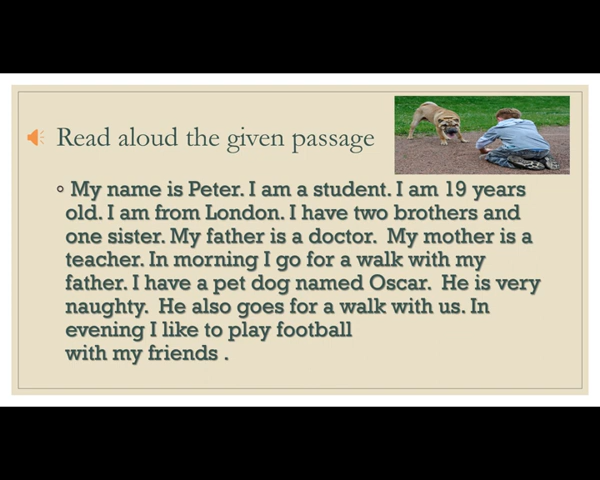 Read aloud the given passage
My name is Peter. I am a student. I am 19 years
old. I am from London. I have two brothers and
one sister. My father is a doctor. My mother is a
teacher. In morning I go for a walk with my
father. I have a pet dog named Oscar. He is very
naughty. He also goes for a walk with us. In
evening I like to play football
with my friends .